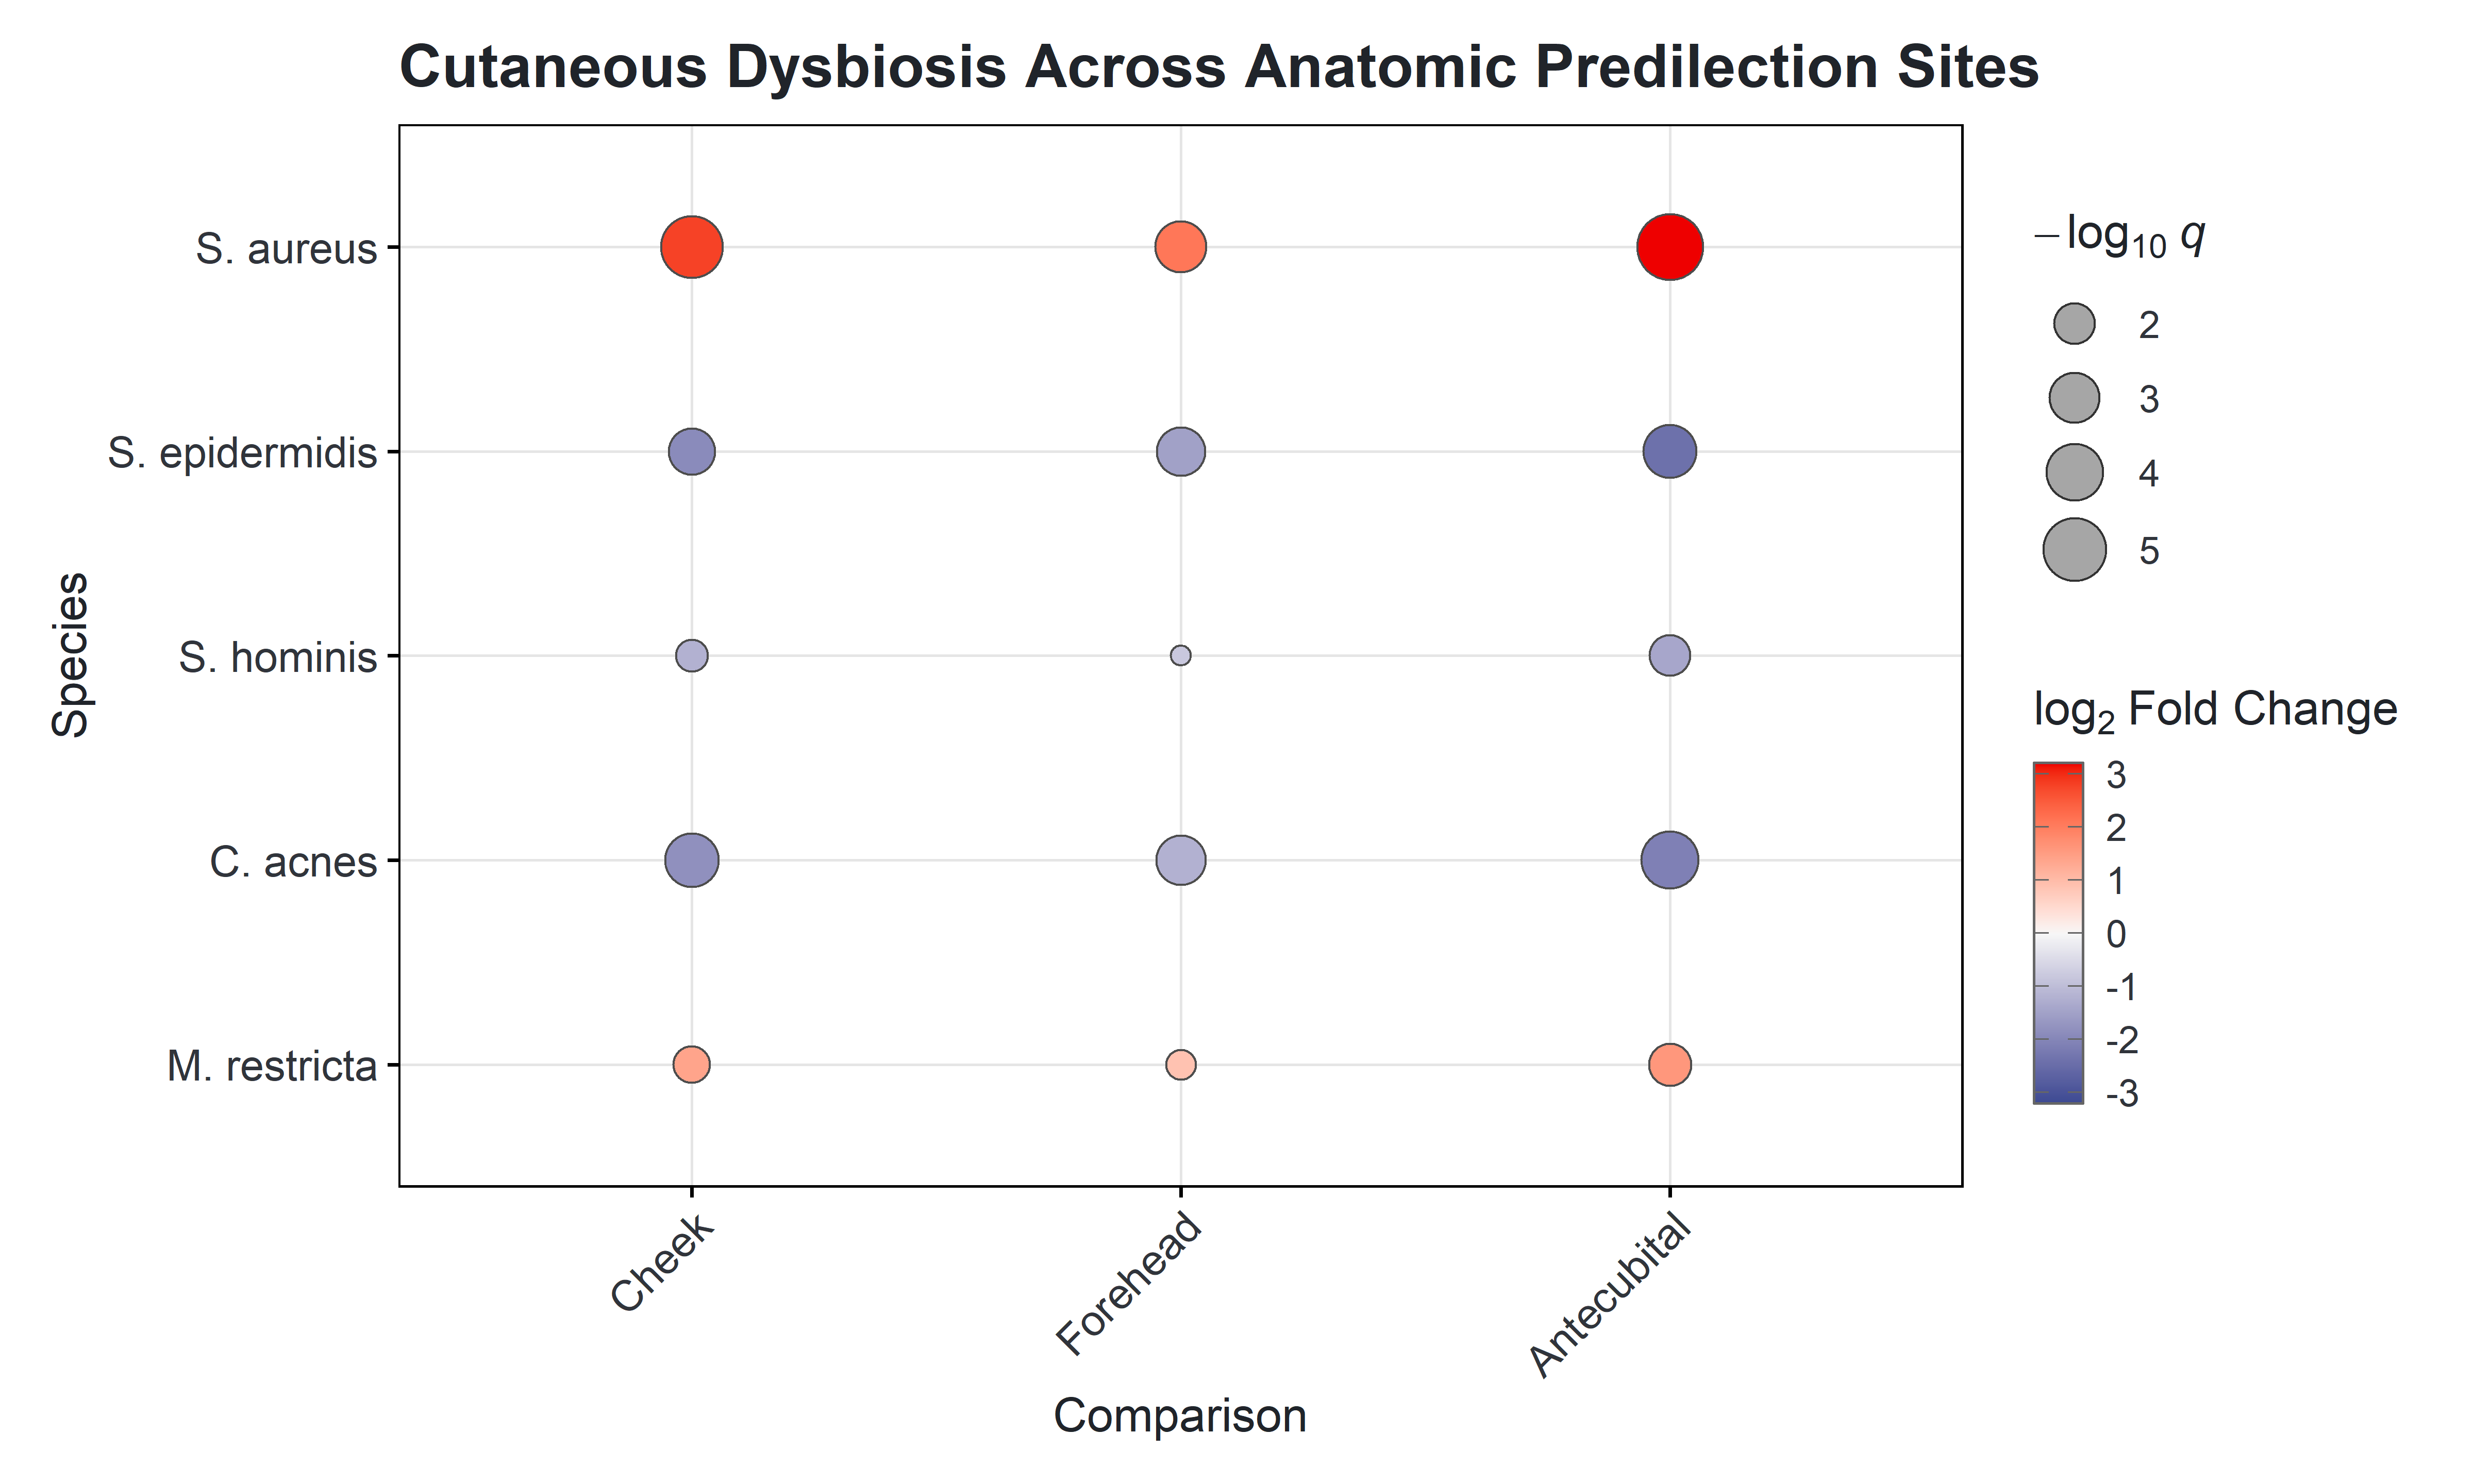 Cutaneous Dysbiosis Across Anatomic Predilection Sites
Species
S. aureus
S. epidermidis
S. hominis
C. acnes
M. restricta
Cheek
Forehead
Antecubital
Comparison
−log₁₀ q
2
3
4
5
log₂ Fold Change
3
2
1
0
-1
-2
-3